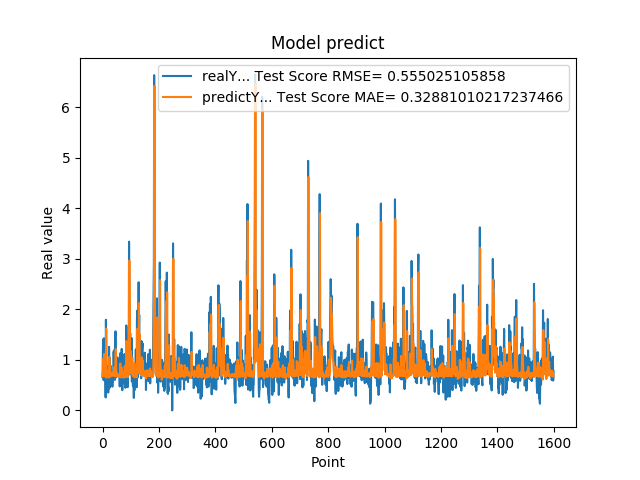 Model predict
realY... Test Score RMSE= 0.555025105858
predictY... Test Score MAE= 0.32881010217237466
Real value
6
5
4
3
2
1
0
0 200 400 600 800 1000 1200 1400 1600
Point